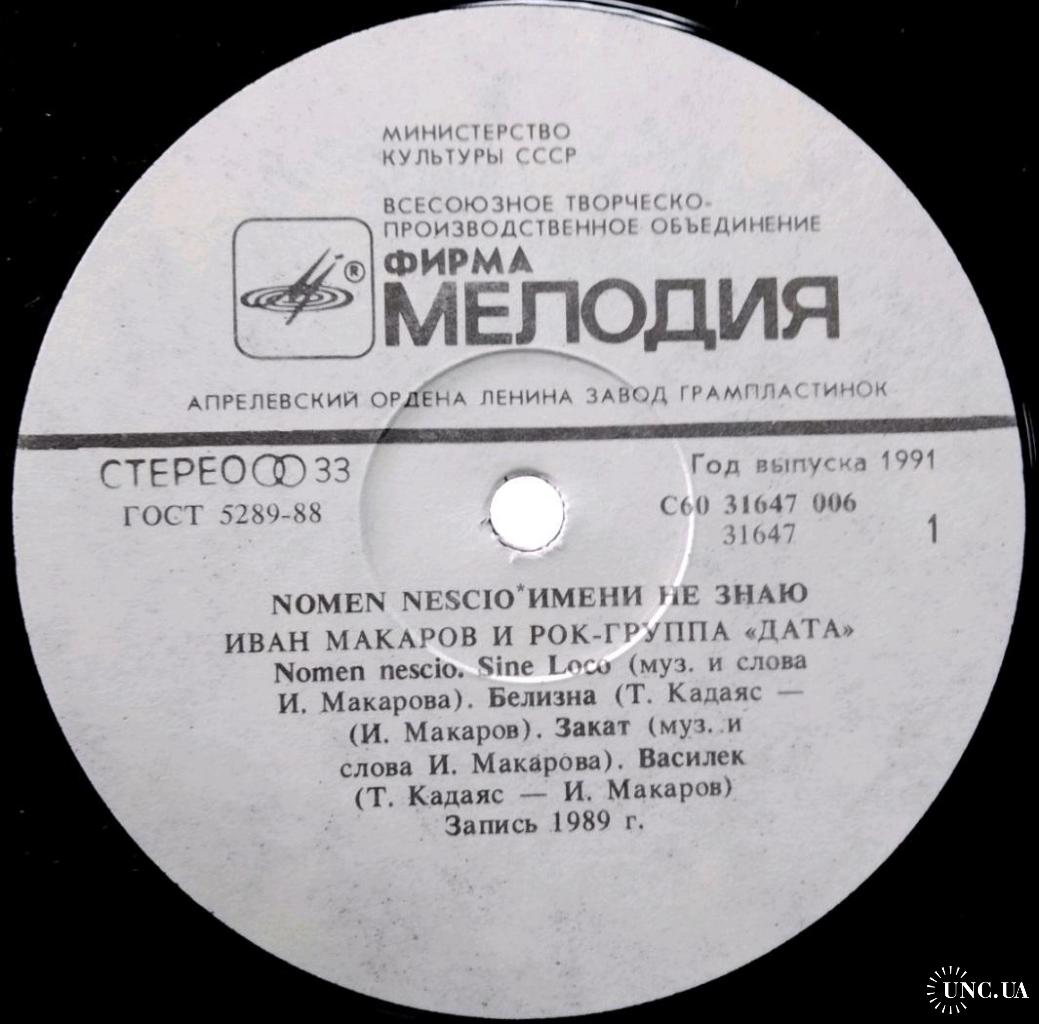 МИНИСТЕРСТВО
КУЛЬТУРЫ СССР
ВСЕСОЮЗНОЕ ТВОРЧЕСКО-
ПРОИЗВОДСТВЕННОЕ ОБЪЕДИНЕНИЕ
®
ФИРМА
МЕЛОДИЯ
АПРЕЛЕВСКИЙ ОРДЕНА ЛЕНИНА ЗАВОД ГРАМПЛАСТИНОК
СТЕРЕО 33
ГОСТ 5289-88
Год выпуска 1991
С60 31647 006
31647
1
NOMEN NESCIO*ИМЕНИ НЕ ЗНАЮ
ИВАН МАКАРОВ И РОК-ГРУППА «ДАТА»
Nomen nescio. Sine Loco (муз. и слова
И. Макарова). Белизна (Т. Кадаяс —
(И. Макаров). Закат (муз. и
слова И. Макарова). Василек
(Т. Кадаяс — И. Макаров)
Запись 1989 г.
UNC.UA